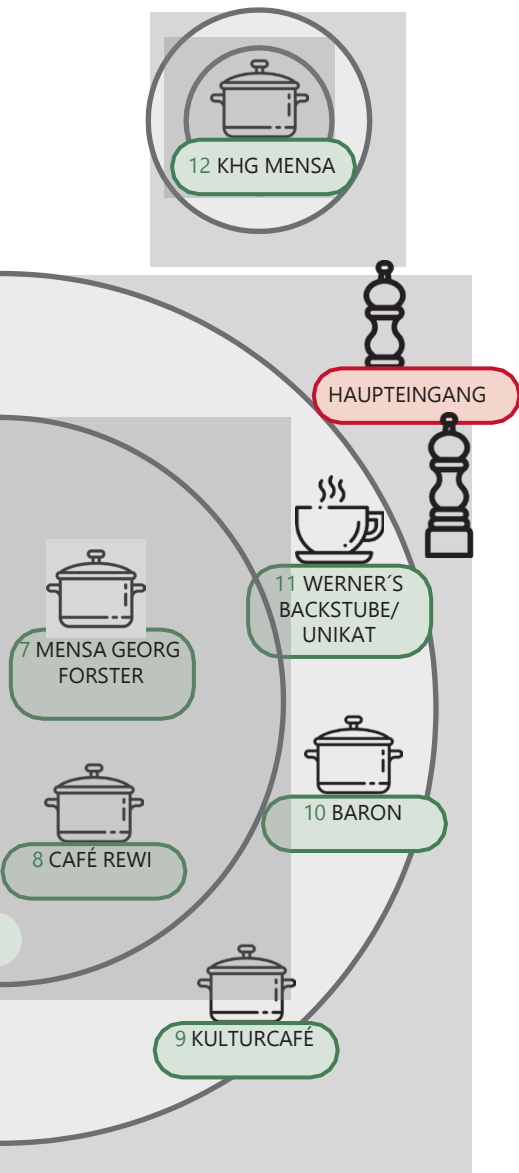 12 KHG MENSA
HAUPTEINGANG
11 WERNER´S
BACKSTUBE/
UNIKAT
7 MENSA GEORG
FORSTER
10 BARON
8 CAFÉ REWI
9 KULTURCAFÉ